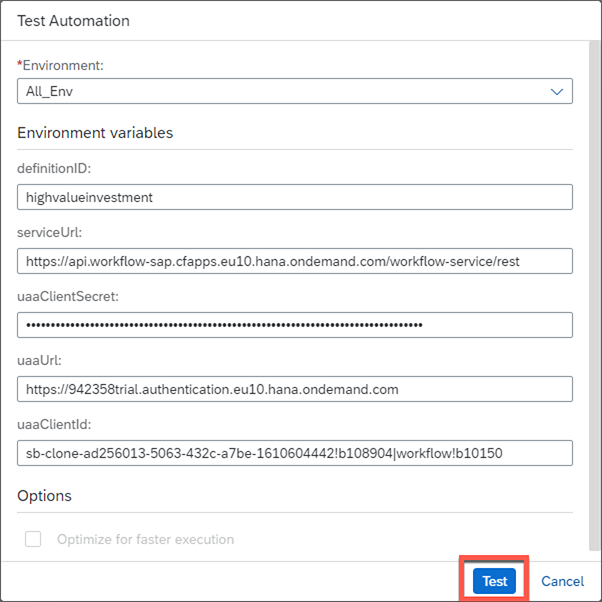 Test Automation
*Environment:
All_Env
Environment variables
definitionID:
highvalueinvestment
serviceUrl:
https://api.workflow-sap.cfapps.eu10.hana.ondemand.com/workflow-service/rest
uaaClientSecret:
uaaUrl:
https://942358trial.authentication.eu10.hana.ondemand.com
uaaClientId:
sb-clone-ad256013-5063-432c-a7be-1610604442!b108904|workflow!b10150
Options
Optimize for faster execution
Test Cancel